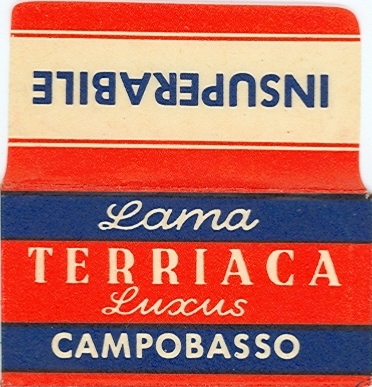 INSUPERABILE
Lama
TERRIACA
Luxus
CAMPOBASSO